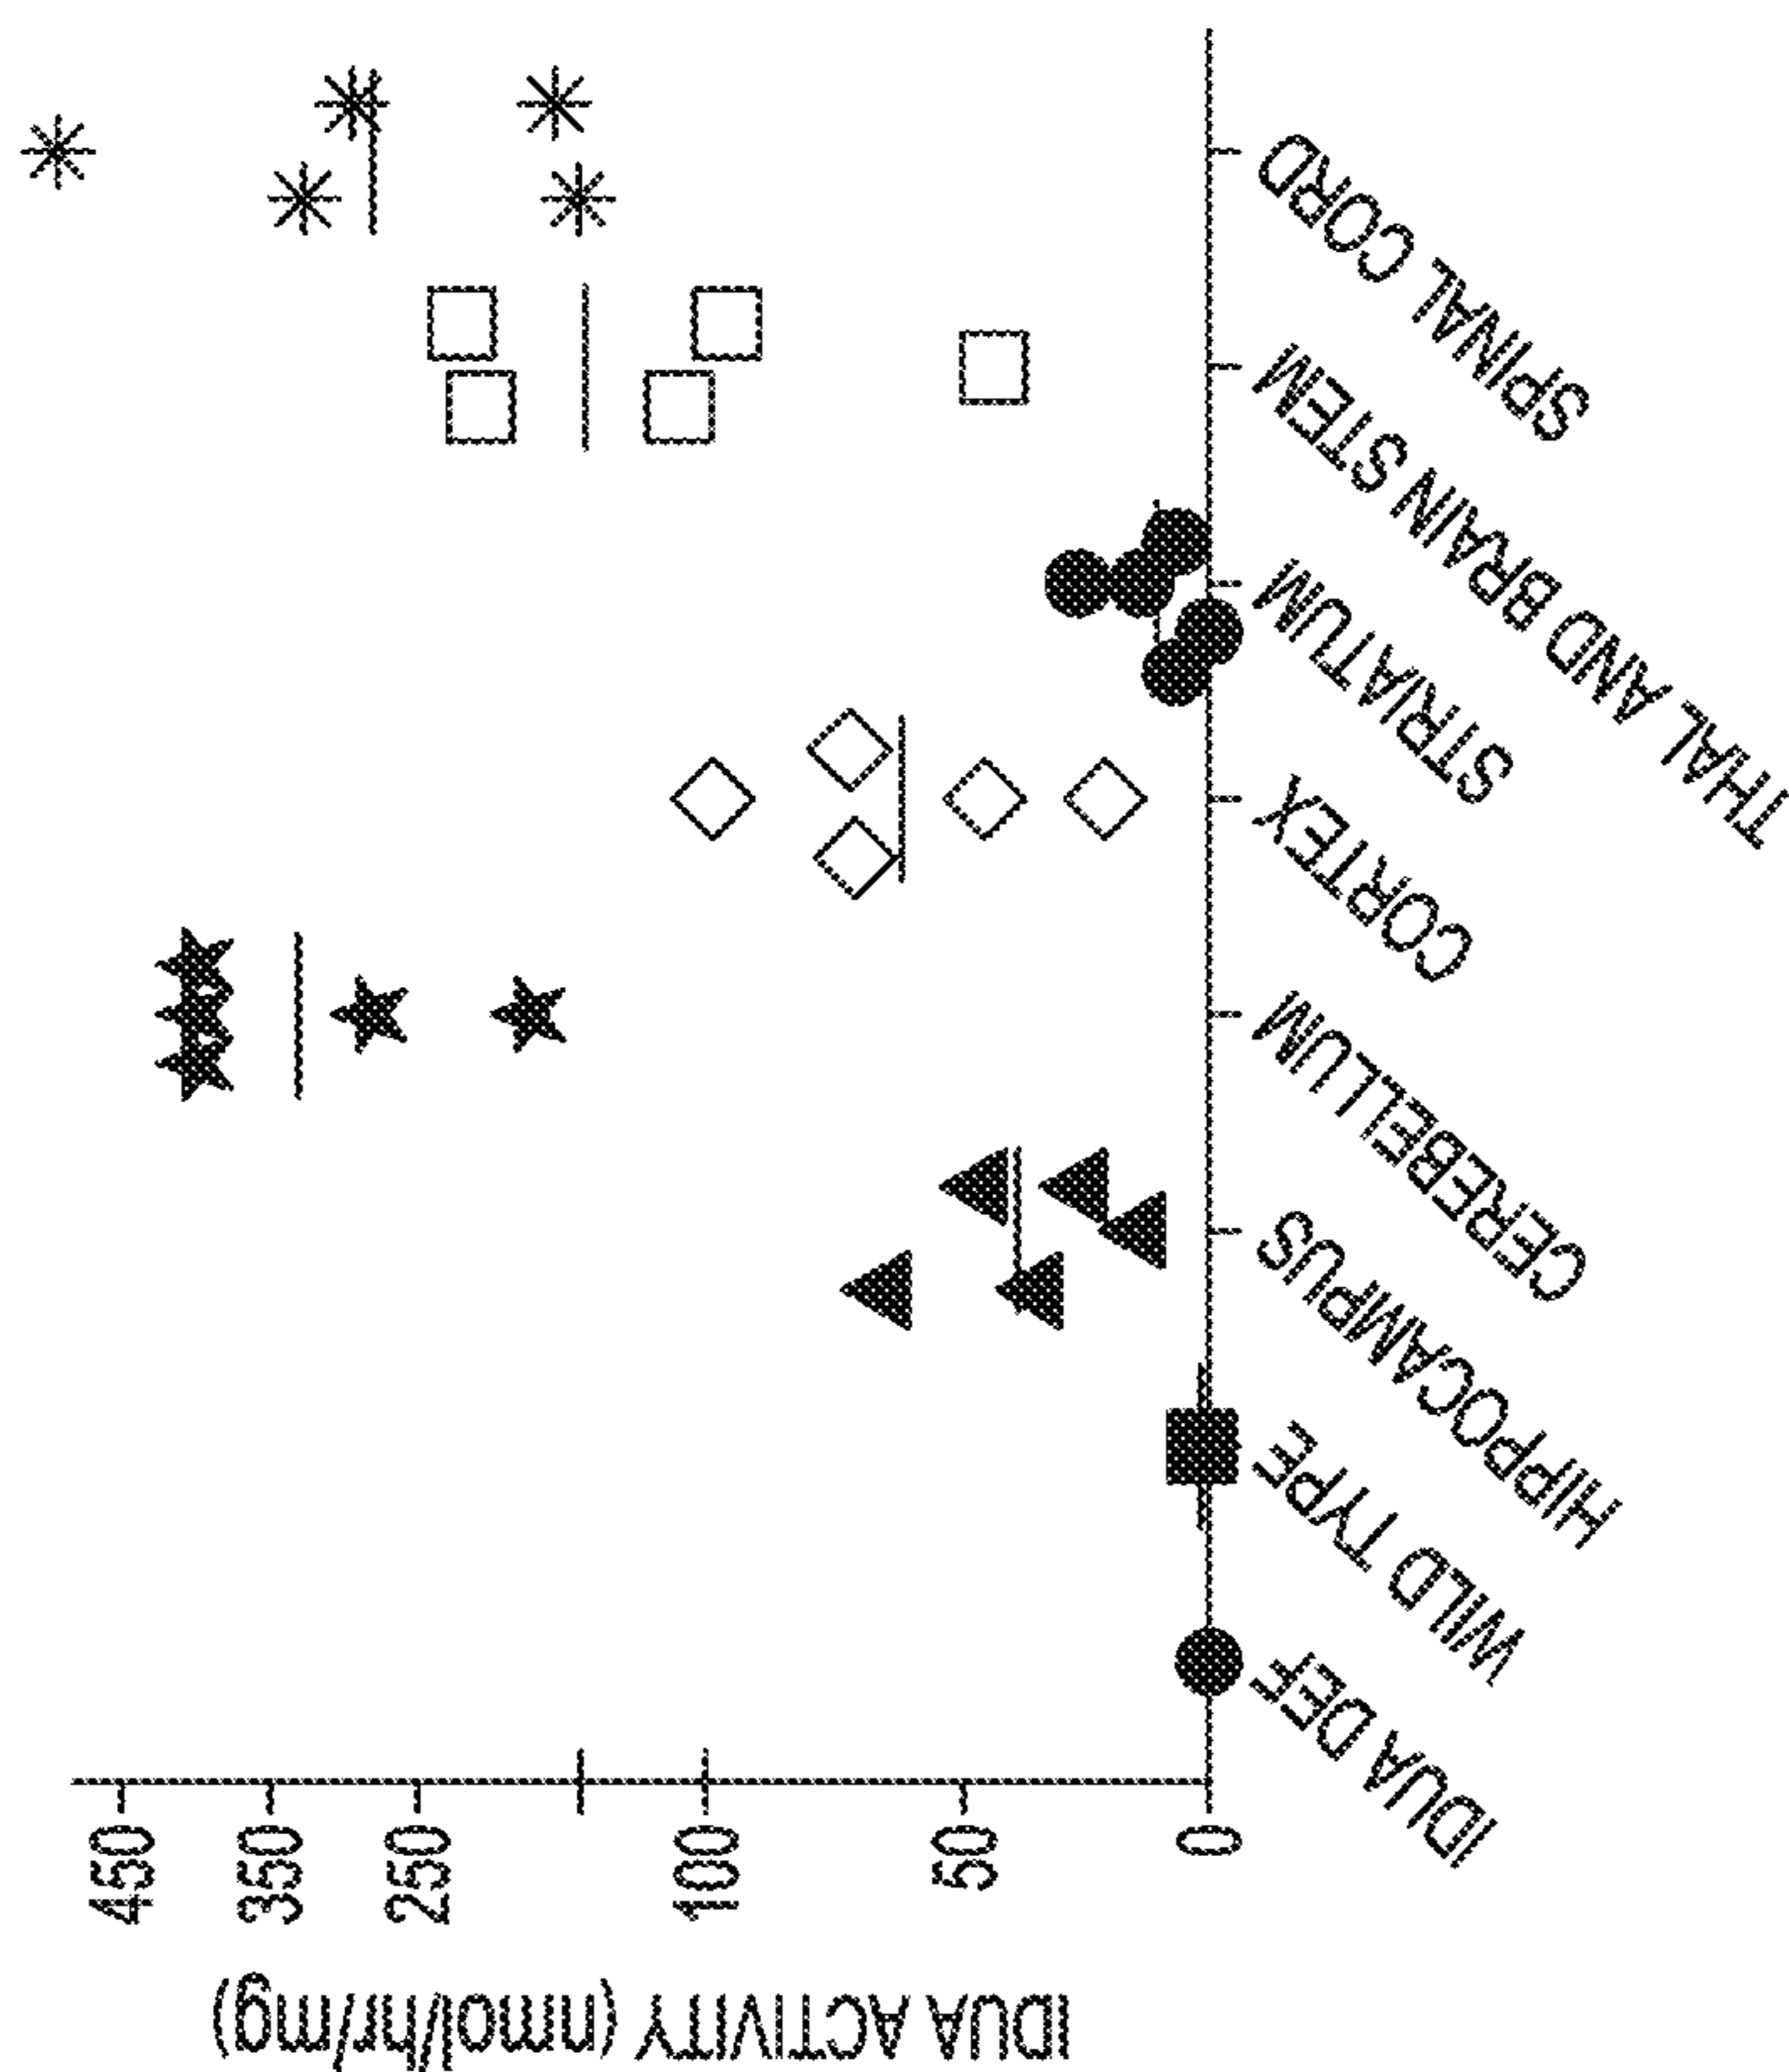 IDUA ACTIVITY (nmol/hr/mg)
450
350
250
100
50
0
IDUA DEF
WILD TYPE
HIPPOCAMPUS
CEREBELLUM
CORTEX
STRIATUM
THAL AND BRAIN STEM
SPINAL CORD